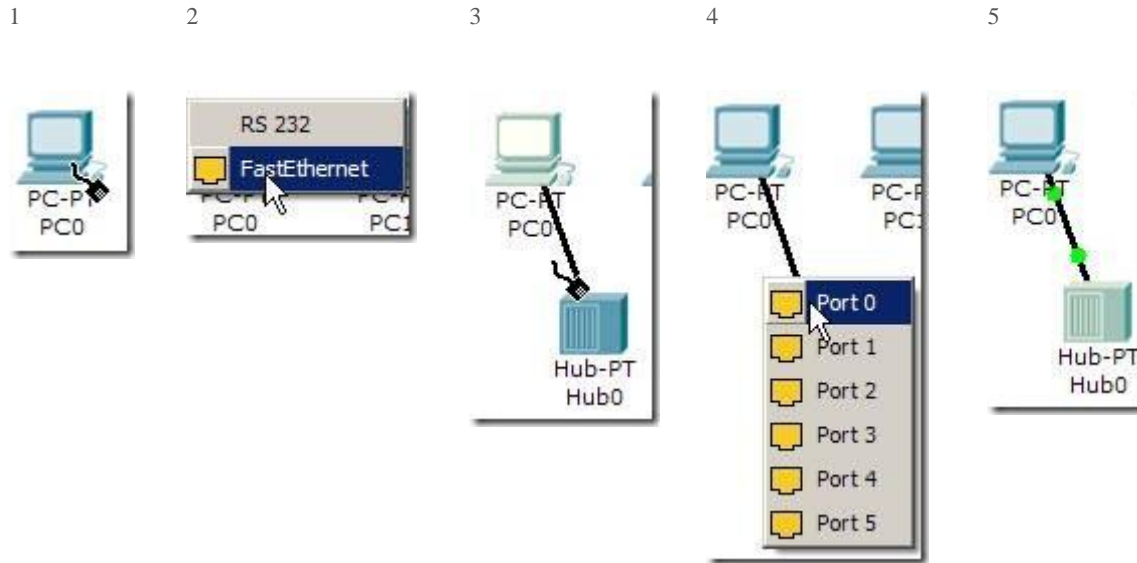 1
2
3
4
5
PC-PT
PC0
RS 232
FastEthernet
PC0
PC1
PC-PT
PC0
Hub-PT
Hub0
PC-PT
PC0
Port 0
Port 1
Port 2
Port 3
Port 4
Port 5
PC-PT
PC0
Hub-PT
Hub0